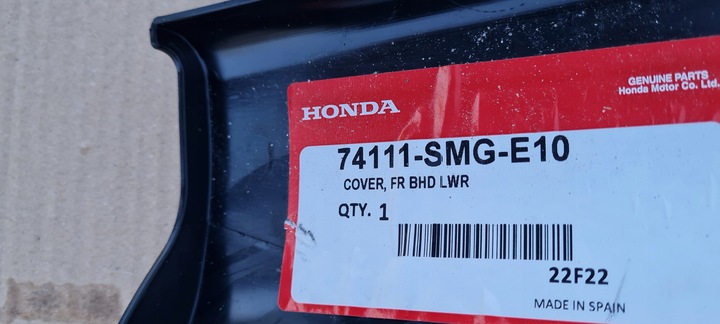 GENUINE PARTS
Honda Motor Co. Ltd.
HONDA
74111-SMG-E10
COVER, FR BHD LWR
QTY. 1
22F22
MADE IN SPAIN